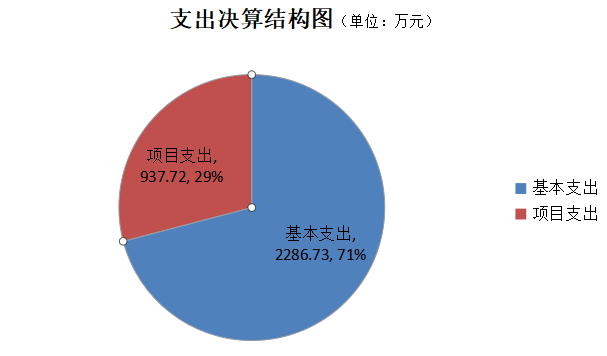 支出决算结构图（单位：万元）
项目支出,
937.72, 29%
基本支出,
2286.73, 71%
基本支出
项目支出